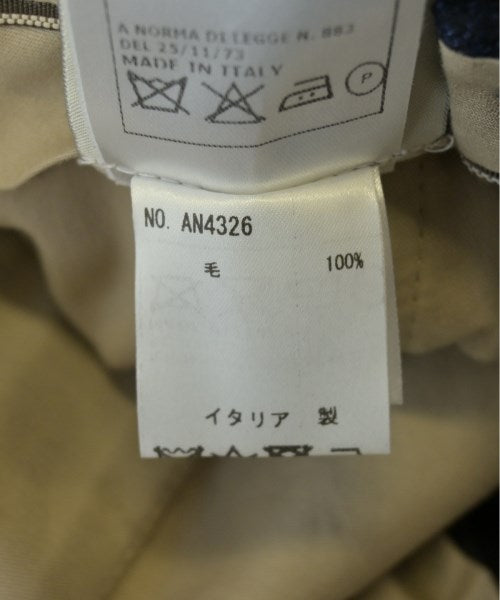 A NORMA DI LEGGE N. 883
DEL 25/11/73
MADE IN ITALY
P
NO. AN4326
毛 100%
イタリア 製